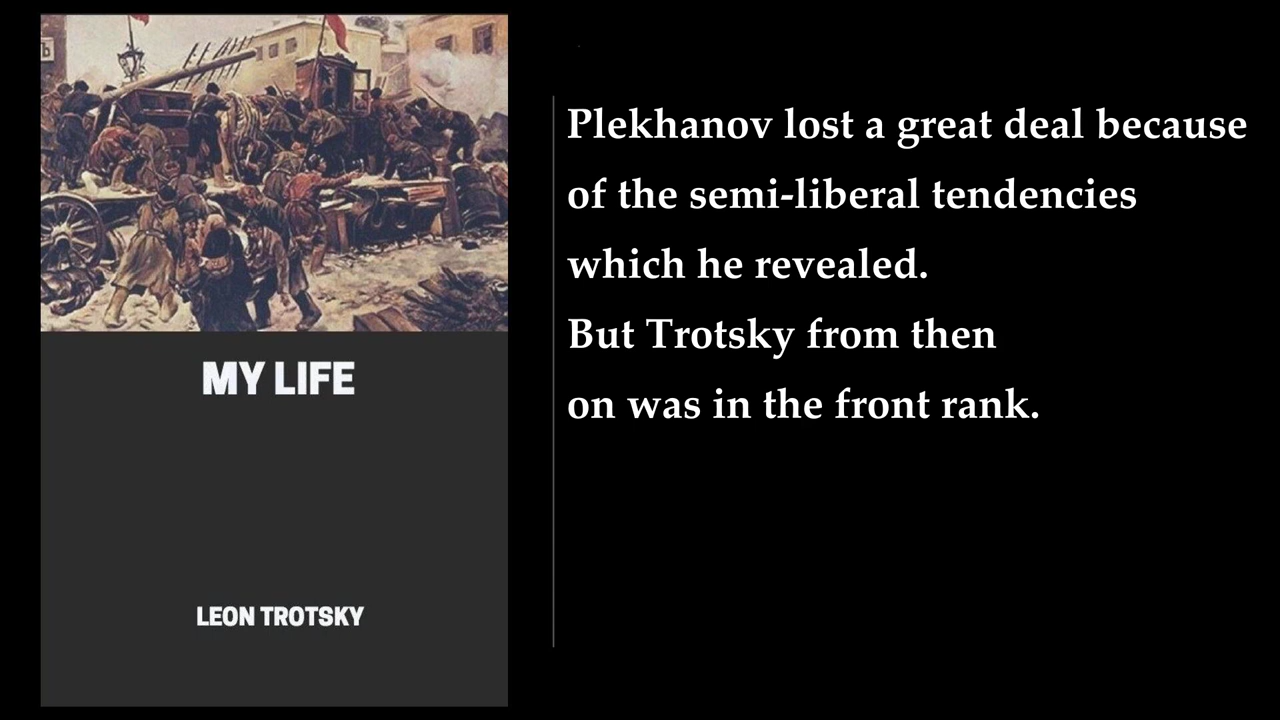 MY LIFE
LEON TROTSKY
Plekhanov lost a great deal because
of the semi-liberal tendencies
which he revealed.
But Trotsky from then
on was in the front rank.